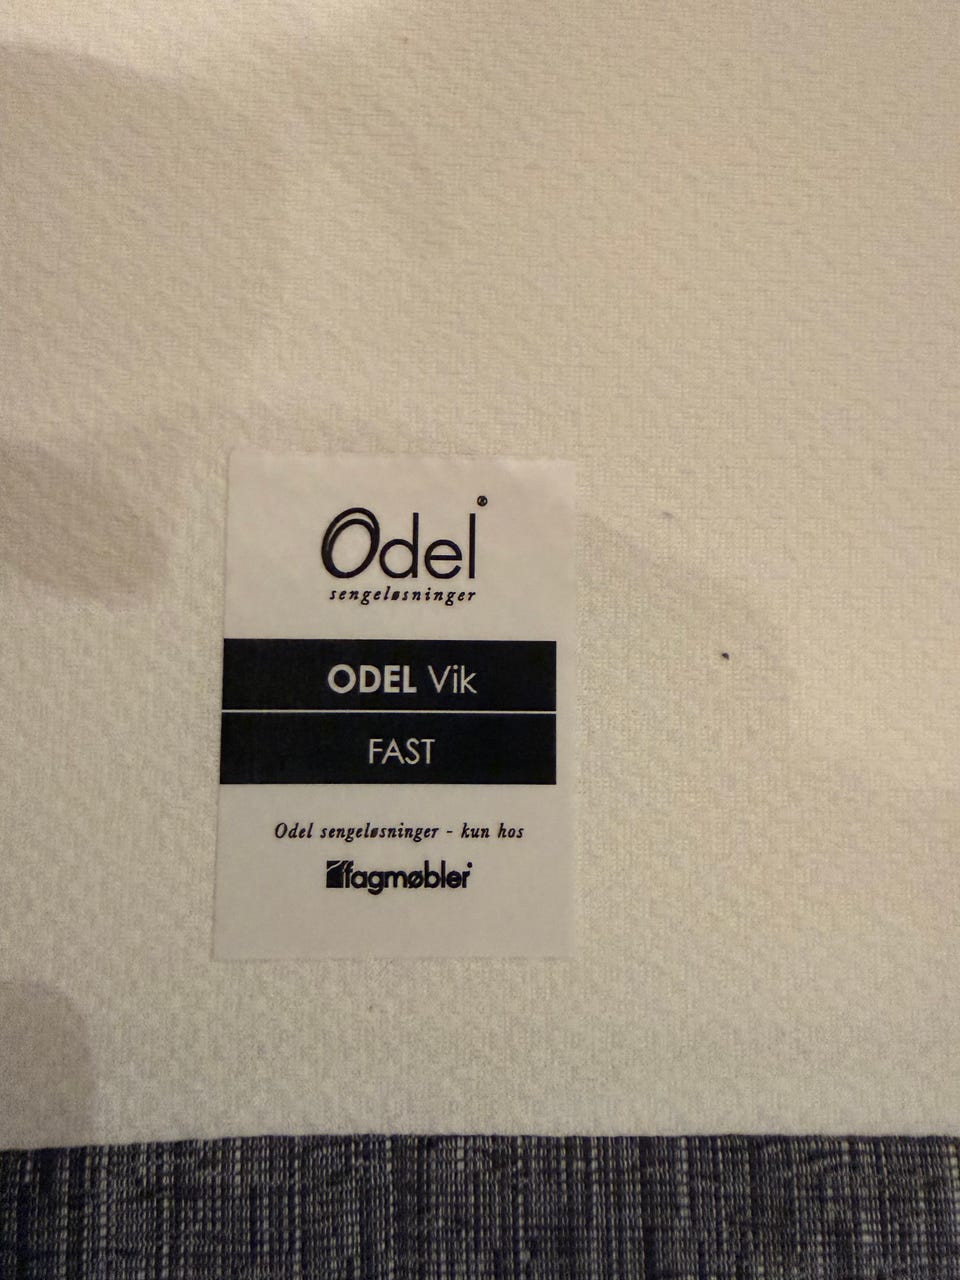 Odel®
sengeløsninger
ODEL Vik
FAST
Odel sengeløsninger - kun hos
fagmøbler